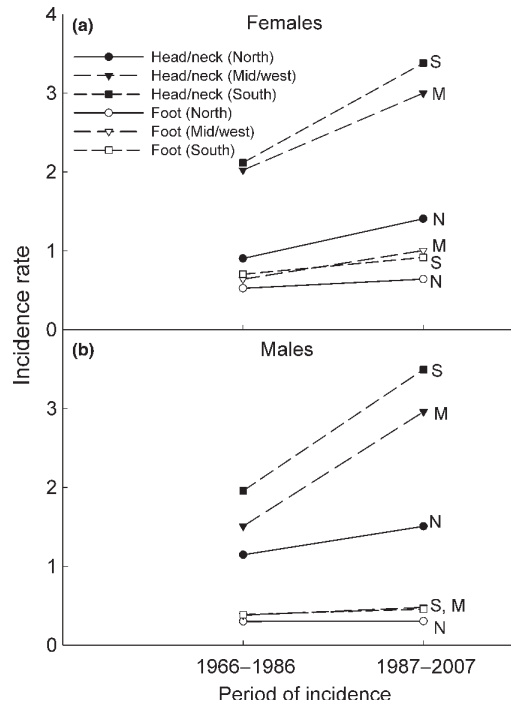 4
(a)
Females
Head/neck (North)
Head/neck (Mid/west)
Head/neck (South)
Foot (North)
Foot (Mid/west)
Foot (South)
S
M
3
2
N
M
S
N
1
0
Incidence rate
(b)
Males
S
M
3
2
N
1
S, M
N
0
1966–1986
1987–2007
Period of incidence